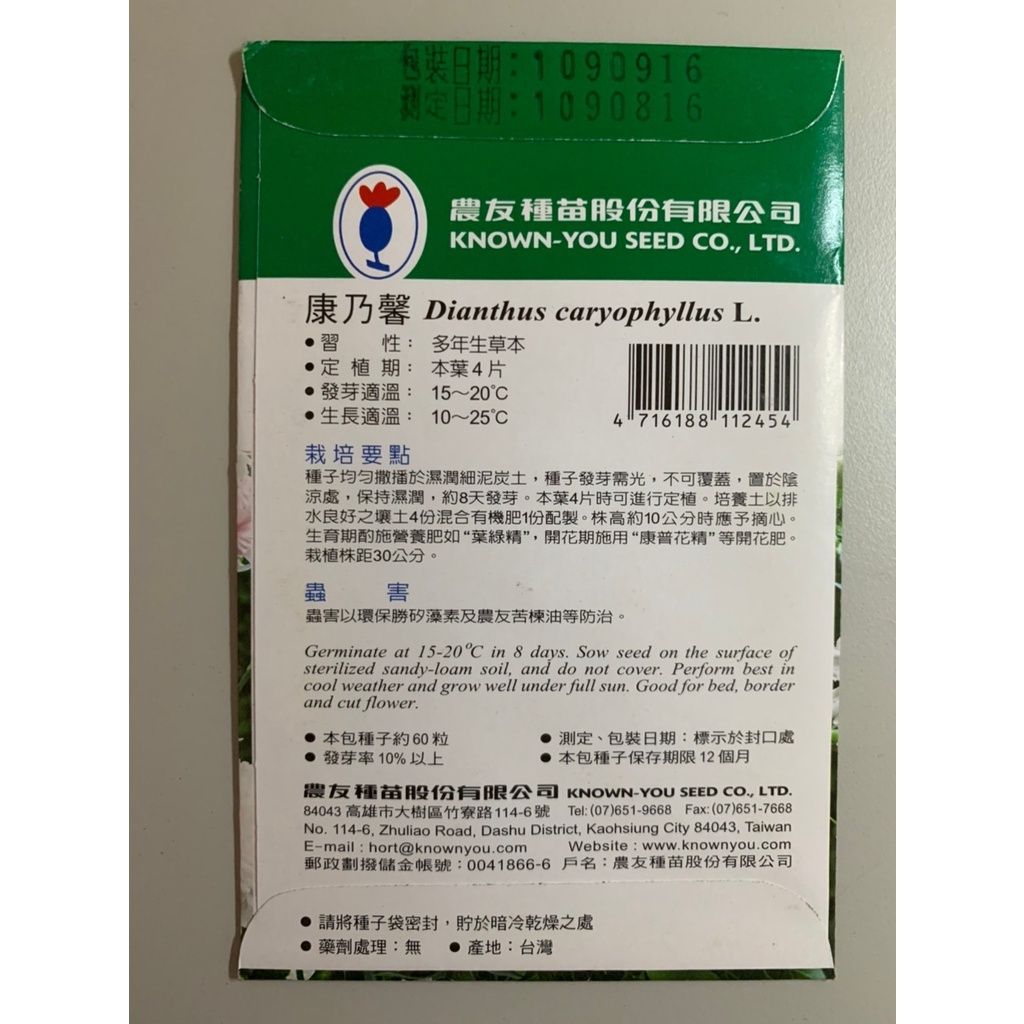 包裝日期：1090916
測定日期：1090816
農友種苗股份有限公司
KNOWN-YOU SEED CO., LTD.
康乃馨 Dianthus caryophyllus L.
●習　　性： 多年生草本
●定 植 期： 本葉4片
●發芽適溫： 15～20℃
●生長適溫： 10～25℃
4 716188 112454
栽培要點
種子均勻撒播於濕潤細泥炭土，種子發芽需光，不可覆蓋，置於陰
涼處，保持濕潤，約8天發芽。本葉4片時可進行定植。培養土以排
水良好之壤土4份混合有機肥1份配製。株高約10公分時應予摘心。
生育期酌施營養肥如“葉綠精”，開花期施用“康普花精”等開花肥。
栽植株距30公分。
蟲　　害
蟲害以環保勝矽藻素及農友苦楝油等防治。
Germinate at 15-20℃ in 8 days. Sow seed on the surface of
sterilized sandy-loam soil, and do not cover. Perform best in
cool weather and grow well under full sun. Good for bed, border
and cut flower.
●本包種子約60粒 ●測定、包裝日期：標示於封口處
●發芽率10%以上 ●本包種子保存期限12個月
農友種苗股份有限公司 KNOWN-YOU SEED CO., LTD.
84043 高雄市大樹區竹寮路114-6號 Tel:(07)651-9668 Fax:(07)651-7668
No. 114-6, Zhuliao Road, Dashu District, Kaohsiung City 84043, Taiwan
E-mail : hort@knownyou.com Website : www.knownyou.com
郵政劃撥儲金帳號：0041866-6 戶名：農友種苗股份有限公司
●請將種子袋密封，貯於暗冷乾燥之處
●藥劑處理：無 ●產地：台灣